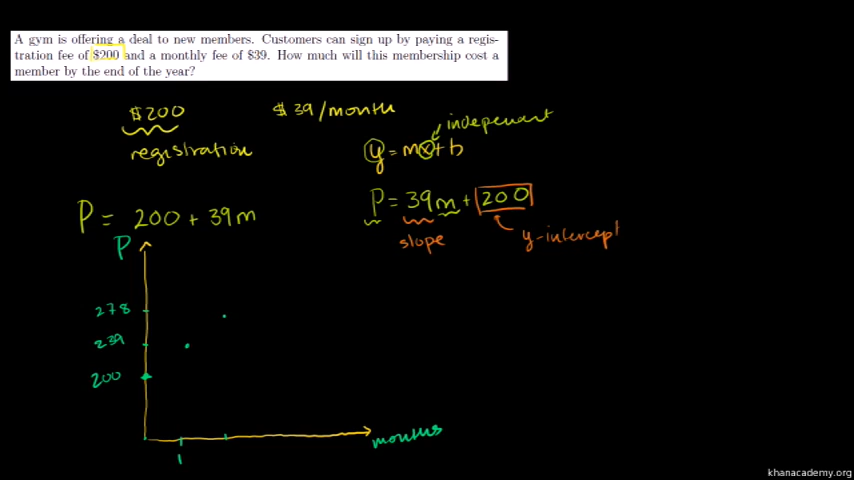 A gym is offering a deal to new members. Customers can sign up by paying a regis-
tration fee of $200 and a monthly fee of $39. How much will this membership cost a
member by the end of the year?
$200
$39/month
registration
indepenant
y = mx + b
P = 200 + 39m
P = 39m + 200
slope
y-intercept
P
278
239
200
months
1
khanacademy.org